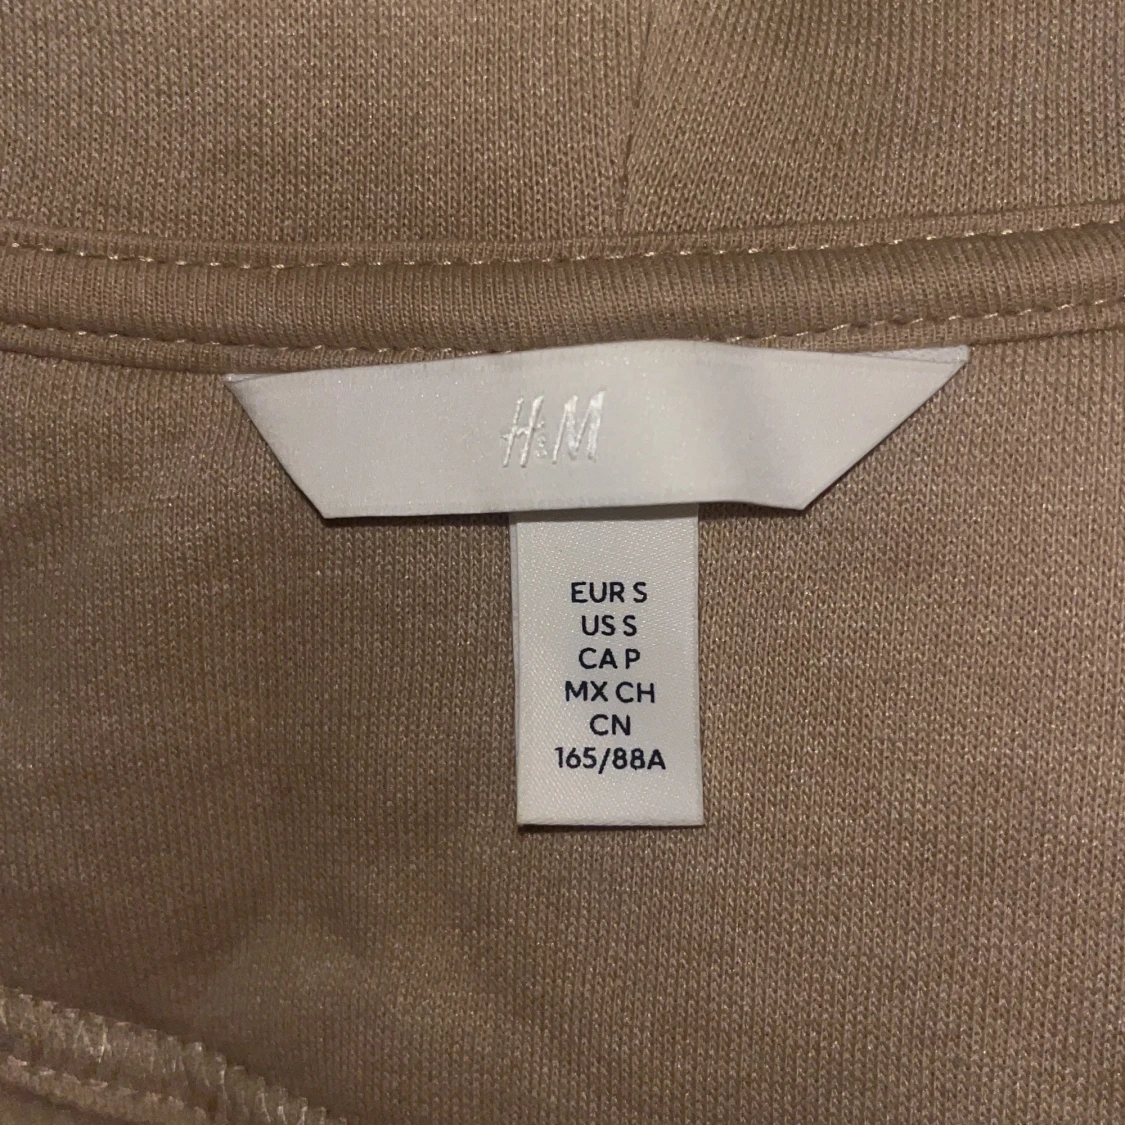 H&M
EUR S
US S
CA P
MX CH
CN
165/88A